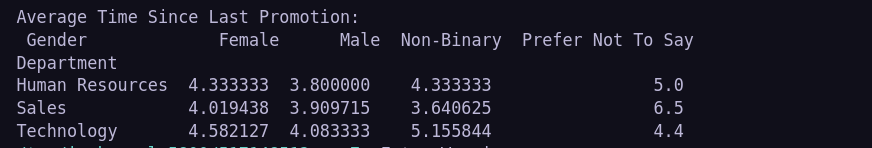 Average Time Since Last Promotion:
Gender Female Male Non-Binary Prefer Not To Say
Department
Human Resources 4.333333 3.800000 4.333333 5.0
Sales 4.019438 3.909715 3.640625 6.5
Technology 4.582127 4.083333 5.155844 4.4